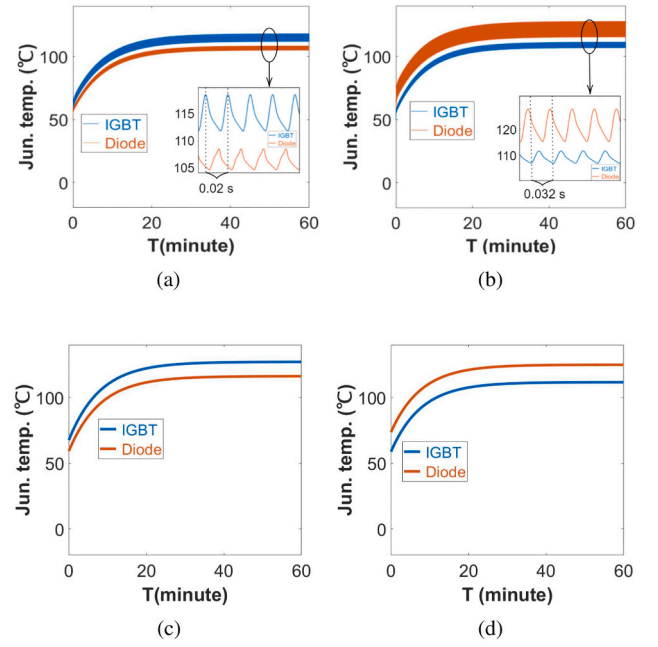 Jun. temp. (℃)
100
50
0
IGBT
Diode
115
110
105
IGBT
Diode
0.02 s
0 20 40 60
T(minute)
(a)
Jun. temp. (℃)
100
50
0
IGBT
Diode
120
110
IGBT
Diode
0.032 s
0 20 40 60
T (minute)
(b)
Jun. temp. (℃)
100
50
0
IGBT
Diode
0 20 40 60
T(minute)
(c)
Jun. temp. (℃)
100
50
0
IGBT
Diode
0 20 40 60
T (minute)
(d)